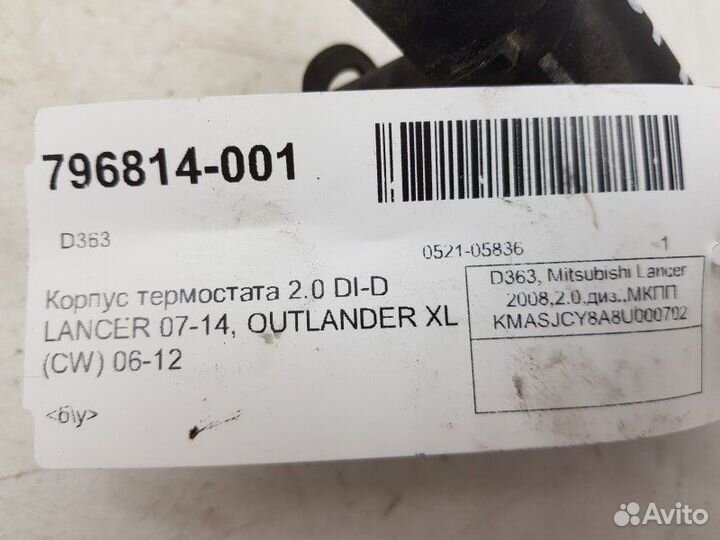 796814-001
D363
0521-05836 1
Корпус термостата 2.0 DI-D
LANCER 07-14, OUTLANDER XL
(CW) 06-12
<б\у>
D363, Mitsubishi Lancer
2008,2.0,диз.,МКПП
KMASJCY8A8U000702
Avito